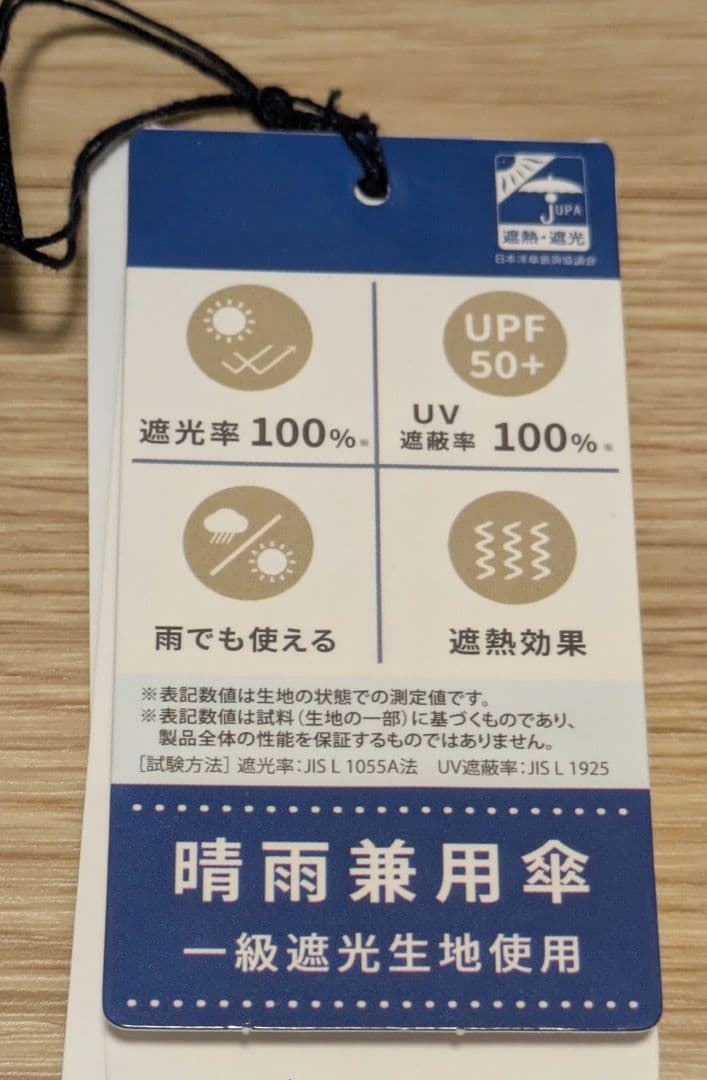 JUPA
遮熱・遮光
日本洋傘振興協議会
UPF
50+
遮光率 100%※
UV
遮蔽率 100%※
雨でも使える
遮熱効果
※表記数値は生地の状態での測定値です。
※表記数値は試料(生地の一部)に基づくものであり、
製品全体の性能を保証するものではありません。
[試験方法] 遮光率:JIS L 1055A法 UV遮蔽率:JIS L 1925
晴雨兼用傘
一級遮光生地使用